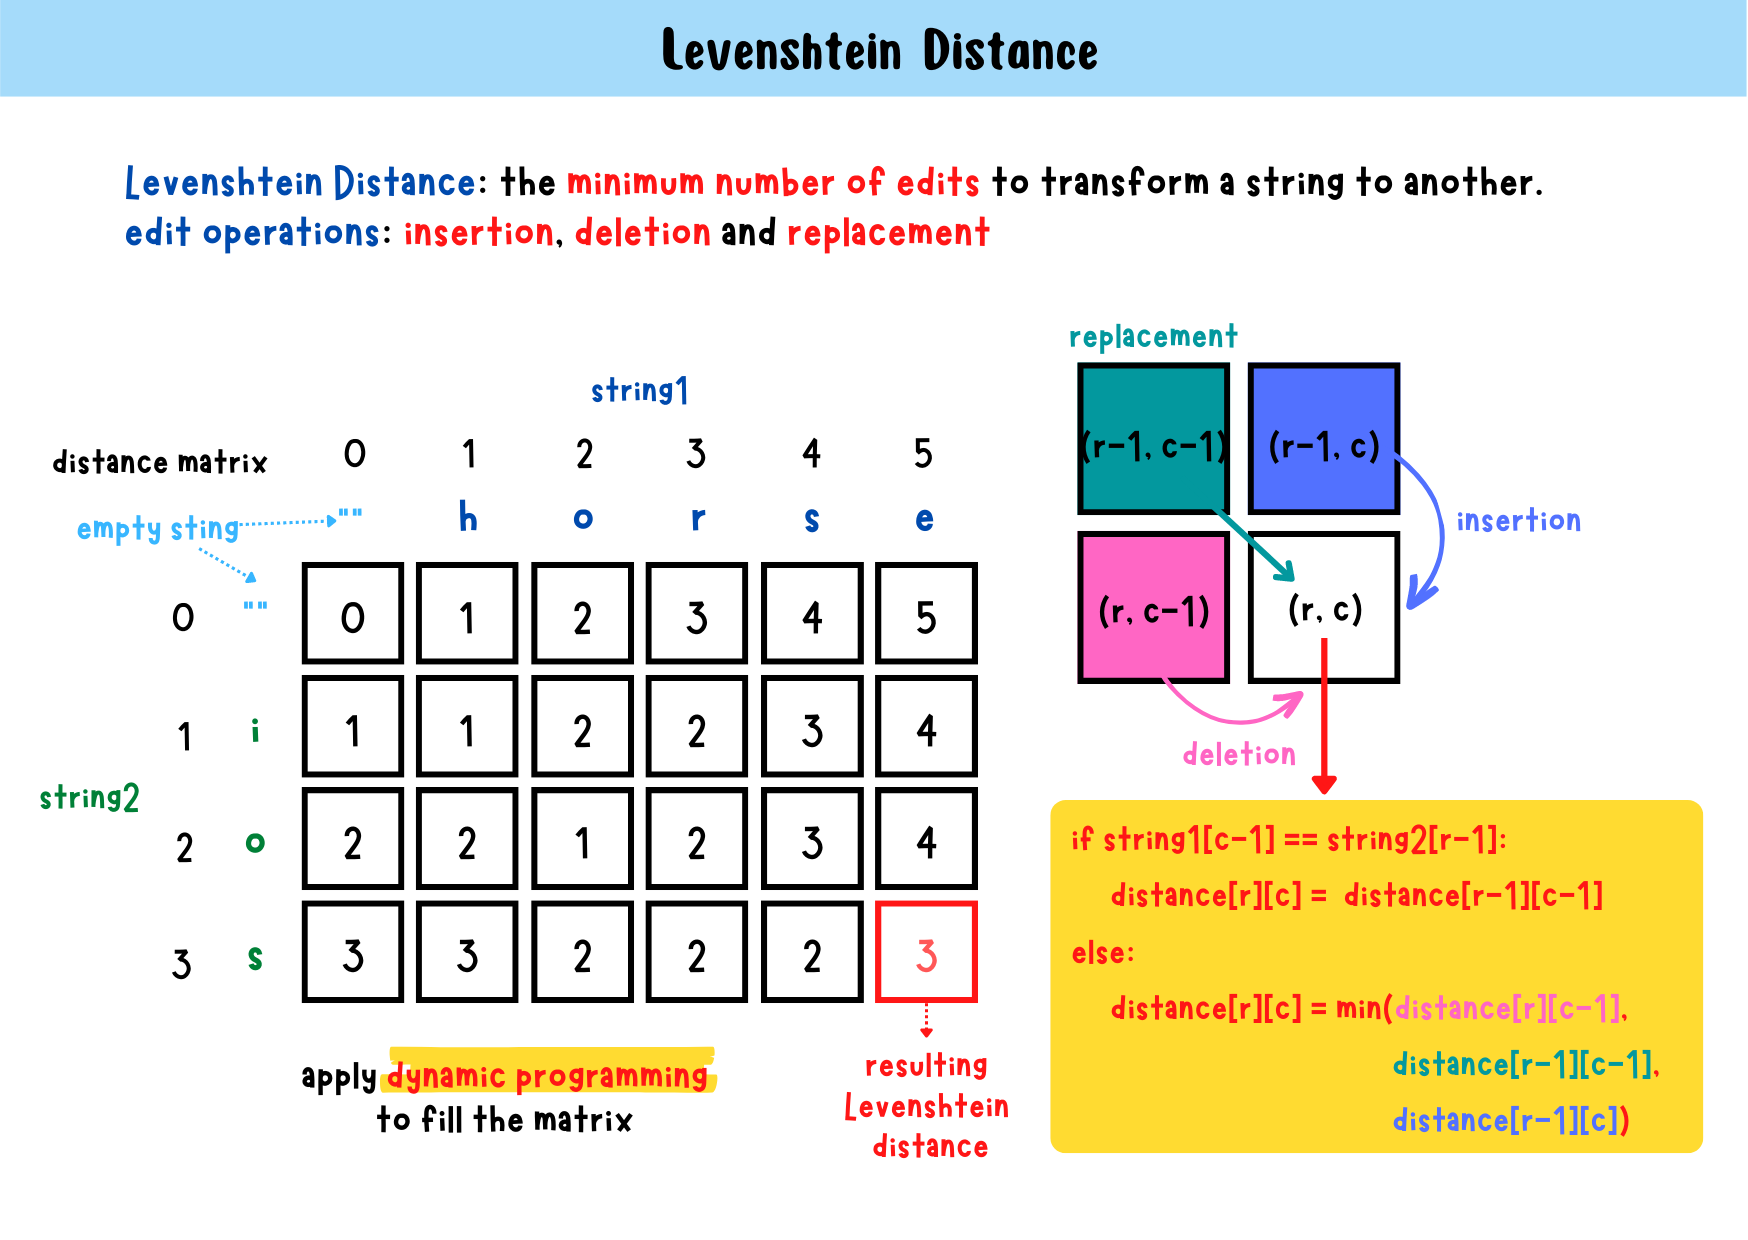 Levenshtein Distance
Levenshtein Distance: the minimum number of edits to transform a string to another.
edit operations: insertion, deletion and replacement
string1
distance matrix 0 1 2 3 4 5
empty sting "" h o r s e
0 "" 0 1 2 3 4 5
1 i 1 1 2 2 3 4
string2
2 o 2 2 1 2 3 4
3 s 3 3 2 2 2 3
apply dynamic programming
to fill the matrix
resulting
Levenshtein
distance
replacement
(r-1, c-1) (r-1, c)
insertion
(r, c-1) (r, c)
deletion
if string1[c-1] == string2[r-1]:
distance[r][c] = distance[r-1][c-1]
else:
distance[r][c] = min(distance[r][c-1],
distance[r-1][c-1],
distance[r-1][c])